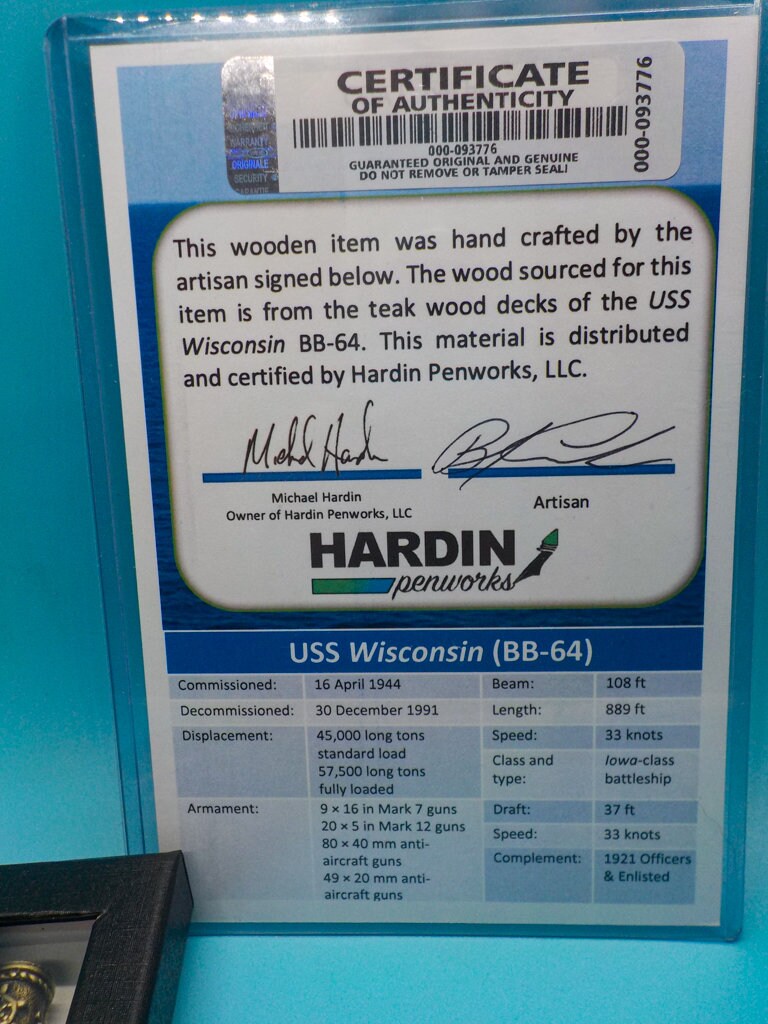 CERTIFICATE
OF AUTHENTICITY
000-093776
000-093776
GUARANTEED ORIGINAL AND GENUINE
DO NOT REMOVE OR TAMPER SEAL!
WARRANTY
ORIGINALE
SECURITY
This wooden item was hand crafted by the
artisan signed below. The wood sourced for this
item is from the teak wood decks of the USS
Wisconsin BB-64. This material is distributed
and certified by Hardin Penworks, LLC.
Michael Hardin
Michael Hardin
Owner of Hardin Penworks, LLC
Artisan
HARDIN
penworks
USS Wisconsin (BB-64)
Commissioned: 16 April 1944
Decommissioned: 30 December 1991
Displacement: 45,000 long tons
standard load
57,500 long tons
fully loaded
Armament: 9 × 16 in Mark 7 guns
20 × 5 in Mark 12 guns
80 × 40 mm anti-
aircraft guns
49 × 20 mm anti-
aircraft guns
Beam: 108 ft
Length: 889 ft
Speed: 33 knots
Class and Iowa-class
type: battleship
Draft: 37 ft
Speed: 33 knots
Complement: 1921 Officers
& Enlisted